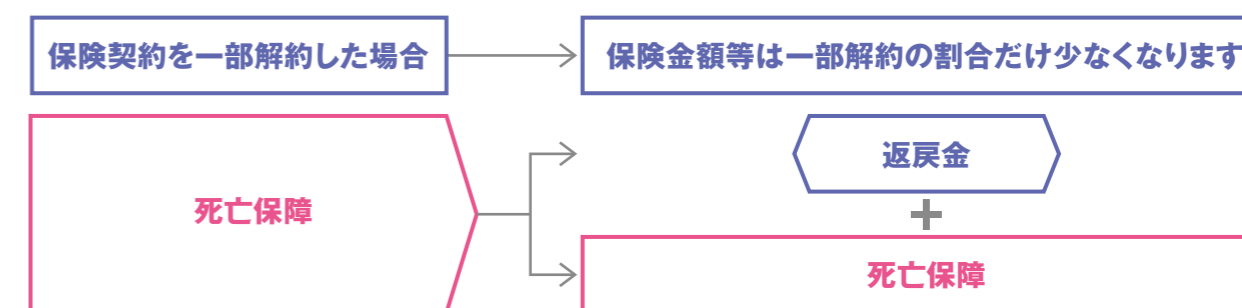 保険契約を一部解約した場合
保険金額等は一部解約の割合だけ少なくなります
死亡保障
返戻金
+
死亡保障